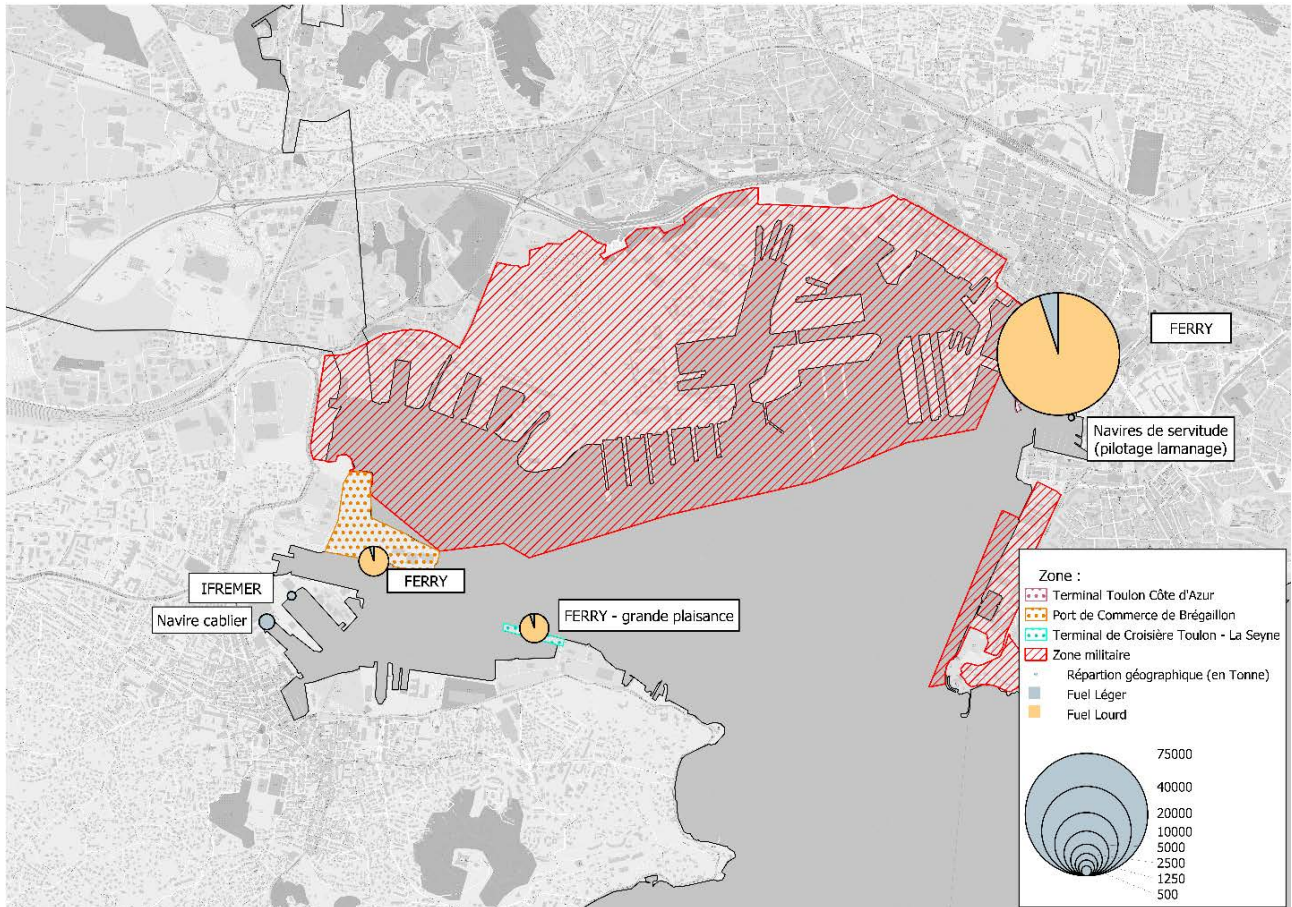 FERRY
Navires de servitude
(pilotage lamanage)
FERRY
IFREMER
Navire cablier
FERRY - grande plaisance
Zone :
Terminal Toulon Côte d'Azur
Port de Commerce de Brégaillon
Terminal de Croisière Toulon - La Seyne
Zone militaire
Répartion géographique (en Tonne)
Fuel Léger
Fuel Lourd
75000
40000
20000
10000
5000
2500
1250
500